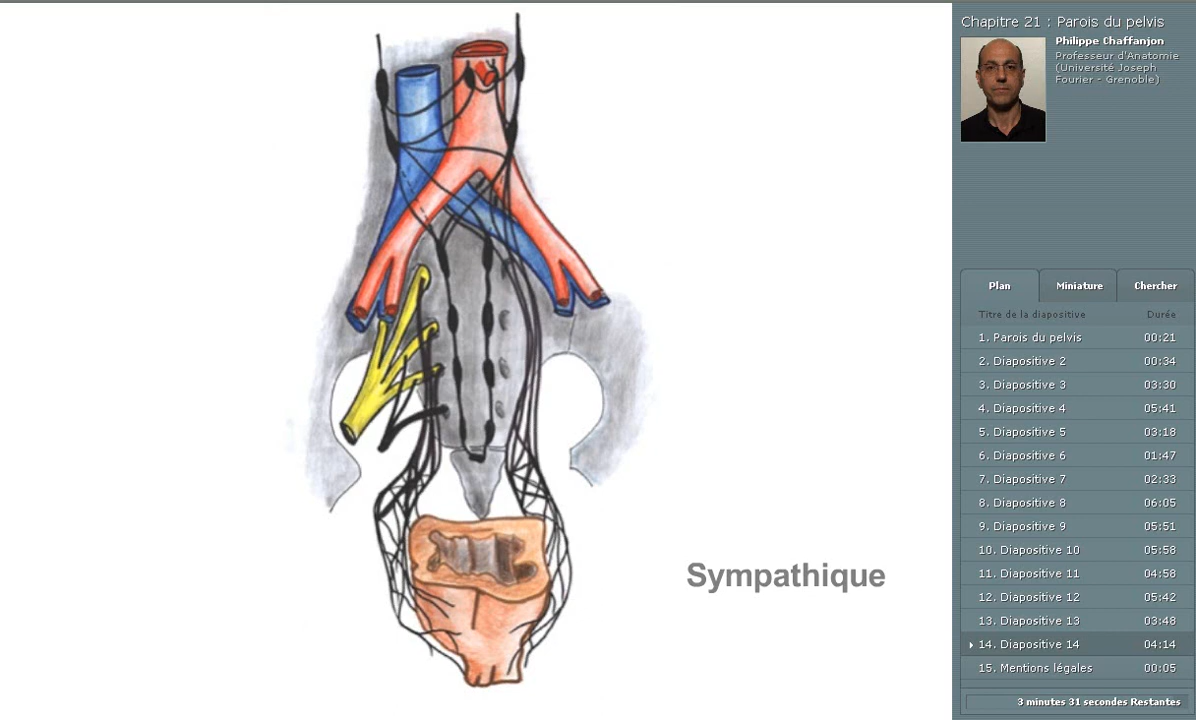 Sympathique
Chapitre 21 : Parois du pelvis
Philippe Chaffanjon
Professeur d'Anatomie
(Université Joseph
Fourier - Grenoble)
Plan Miniature Chercher
Titre de la diapositive Durée
1. Parois du pelvis 00:21
2. Diapositive 2 00:34
3. Diapositive 3 03:30
4. Diapositive 4 05:41
5. Diapositive 5 03:18
6. Diapositive 6 01:47
7. Diapositive 7 02:33
8. Diapositive 8 06:05
9. Diapositive 9 05:51
10. Diapositive 10 05:58
11. Diapositive 11 04:58
12. Diapositive 12 05:42
13. Diapositive 13 03:48
14. Diapositive 14 04:14
15. Mentions légales 00:05
3 minutes 31 secondes Restantes